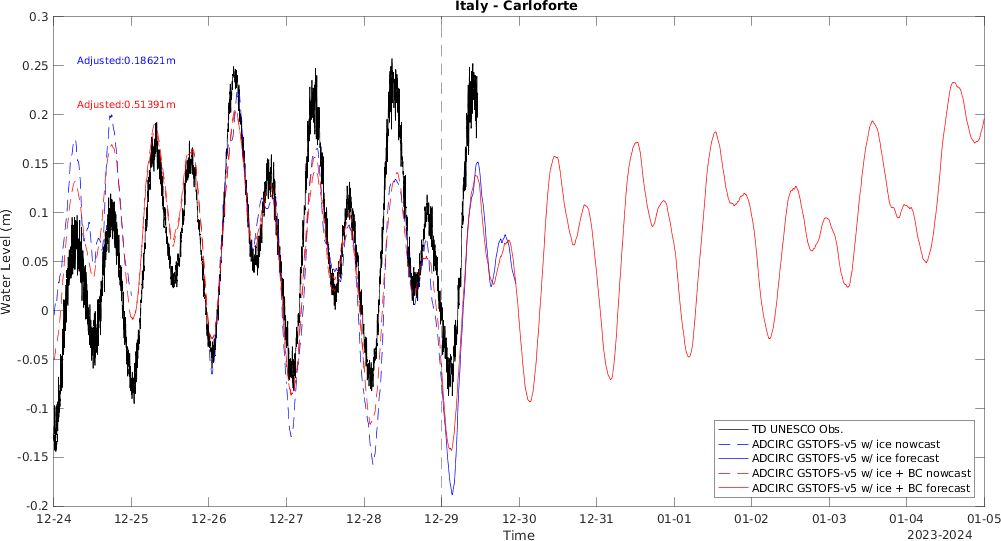 Italy - Carloforte
0.3
0.25
0.2
0.15
0.1
0.05
0
-0.05
-0.1
-0.15
-0.2
Water Level (m)
Adjusted:0.18621m
Adjusted:0.51391m
TD UNESCO Obs.
ADCIRC GSTOFS-v5 w/ ice nowcast
ADCIRC GSTOFS-v5 w/ ice forecast
ADCIRC GSTOFS-v5 w/ ice + BC nowcast
ADCIRC GSTOFS-v5 w/ ice + BC forecast
12-24 12-25 12-26 12-27 12-28 12-29 12-30 12-31 01-01 01-02 01-03 01-04 01-05
Time
2023-2024